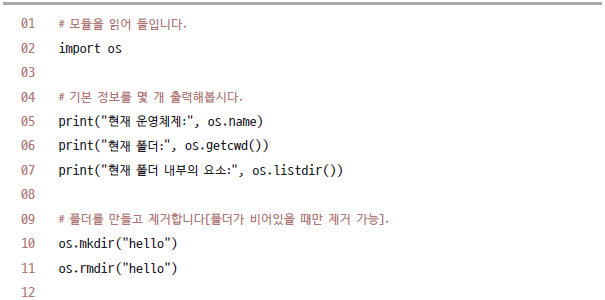 01 # 모듈을 읽어 들입니다.
02 import os
03
04 # 기본 정보를 몇 개 출력해봅시다.
05 print("현재 운영체제:", os.name)
06 print("현재 폴더:", os.getcwd())
07 print("현재 폴더 내부의 요소:", os.listdir())
08
09 # 폴더를 만들고 제거합니다[폴더가 비어있을 때만 제거 가능].
10 os.mkdir("hello")
11 os.rmdir("hello")
12